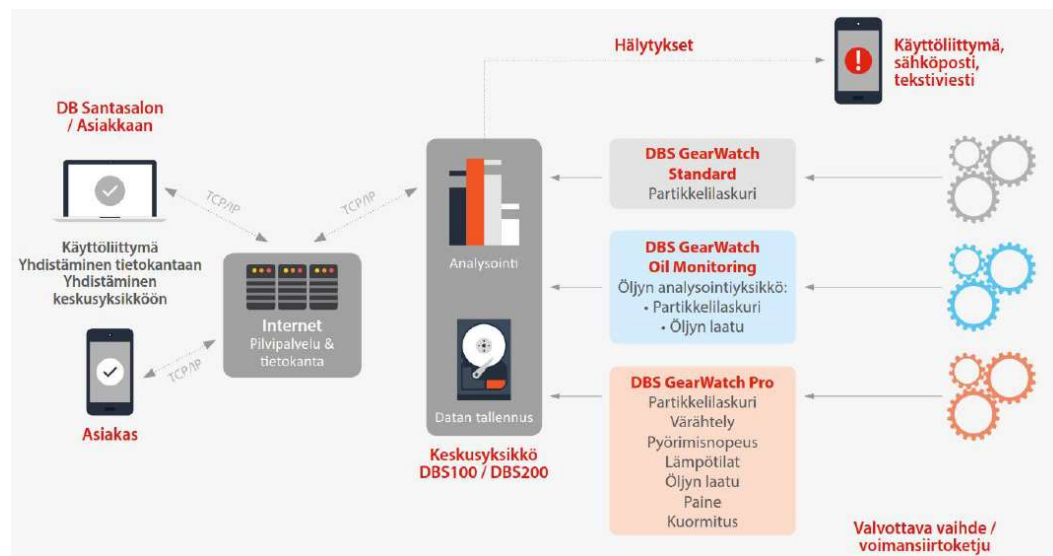 Hälytykset
Käyttöliittymä,
sähköposti,
tekstiviesti
DB Santasalon
/ Asiakkaan
TCP/IP
TCP/IP
Käyttöliittymä
Yhdistäminen tietokantaan
Yhdistäminen
keskusyksikköön
Internet
Pilvipalvelu &
tietokanta
TCP/IP
Asiakas
Analysointi
Datan tallennus
Keskusyksikkö
DBS100 / DBS200
DBS GearWatch
Standard
Partikkelilaskuri
DBS GearWatch
Oil Monitoring
Öljyn analysointiyksikkö:
• Partikkelilaskuri
• Öljyn laatu
DBS GearWatch Pro
Partikkelilaskuri
Värähtely
Pyörimisnopeus
Lämpötilat
Öljyn laatu
Paine
Kuormitus
Valvottava vaihde /
voimansiirtoketju